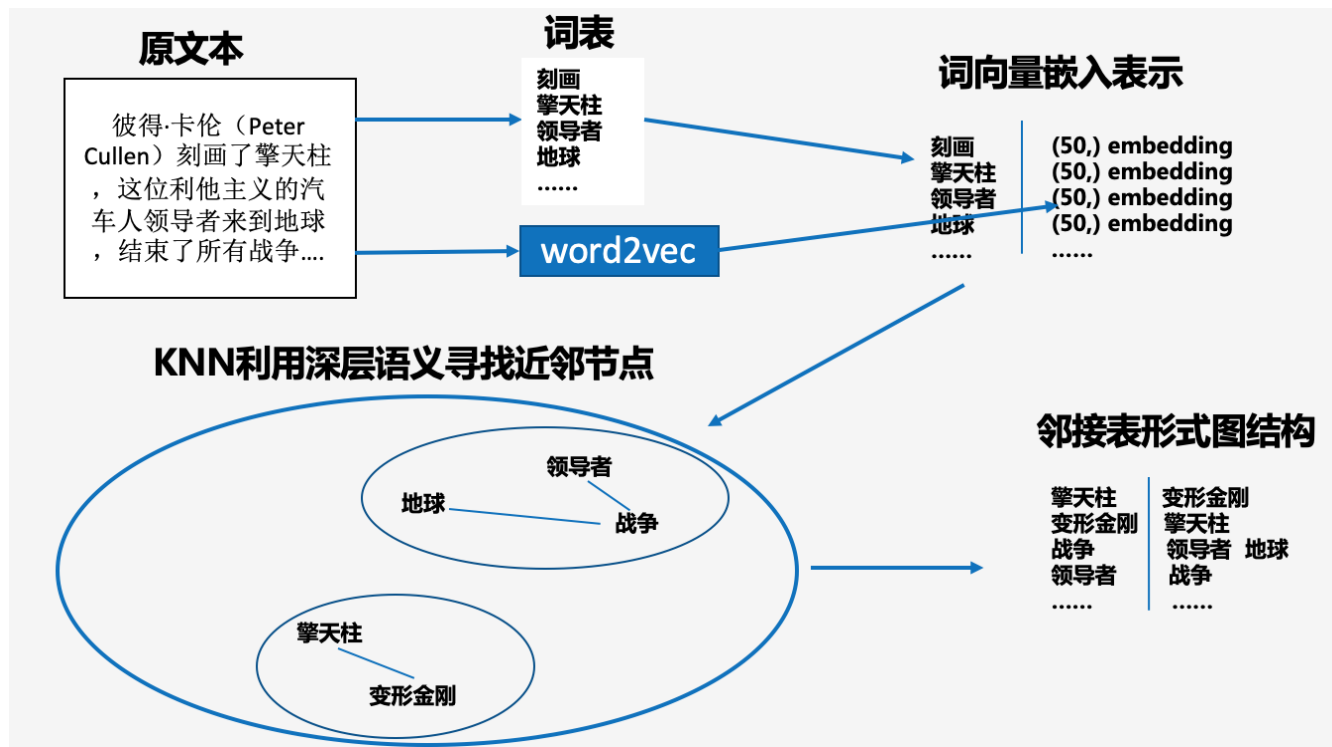 原文本
彼得·卡伦（Peter
Cullen）刻画了擎天柱
，这位利他主义的汽
车人领导者来到地球
，结束了所有战争....
词表
刻画
擎天柱
领导者
地球
......
word2vec
词向量嵌入表示
刻画 (50,) embedding
擎天柱 (50,) embedding
领导者 (50,) embedding
地球 (50,) embedding
...... ......
KNN利用深层语义寻找近邻节点
领导者
地球
战争
擎天柱
变形金刚
邻接表形式图结构
擎天柱 变形金刚
变形金刚 擎天柱
战争 领导者 地球
领导者 战争
...... ......